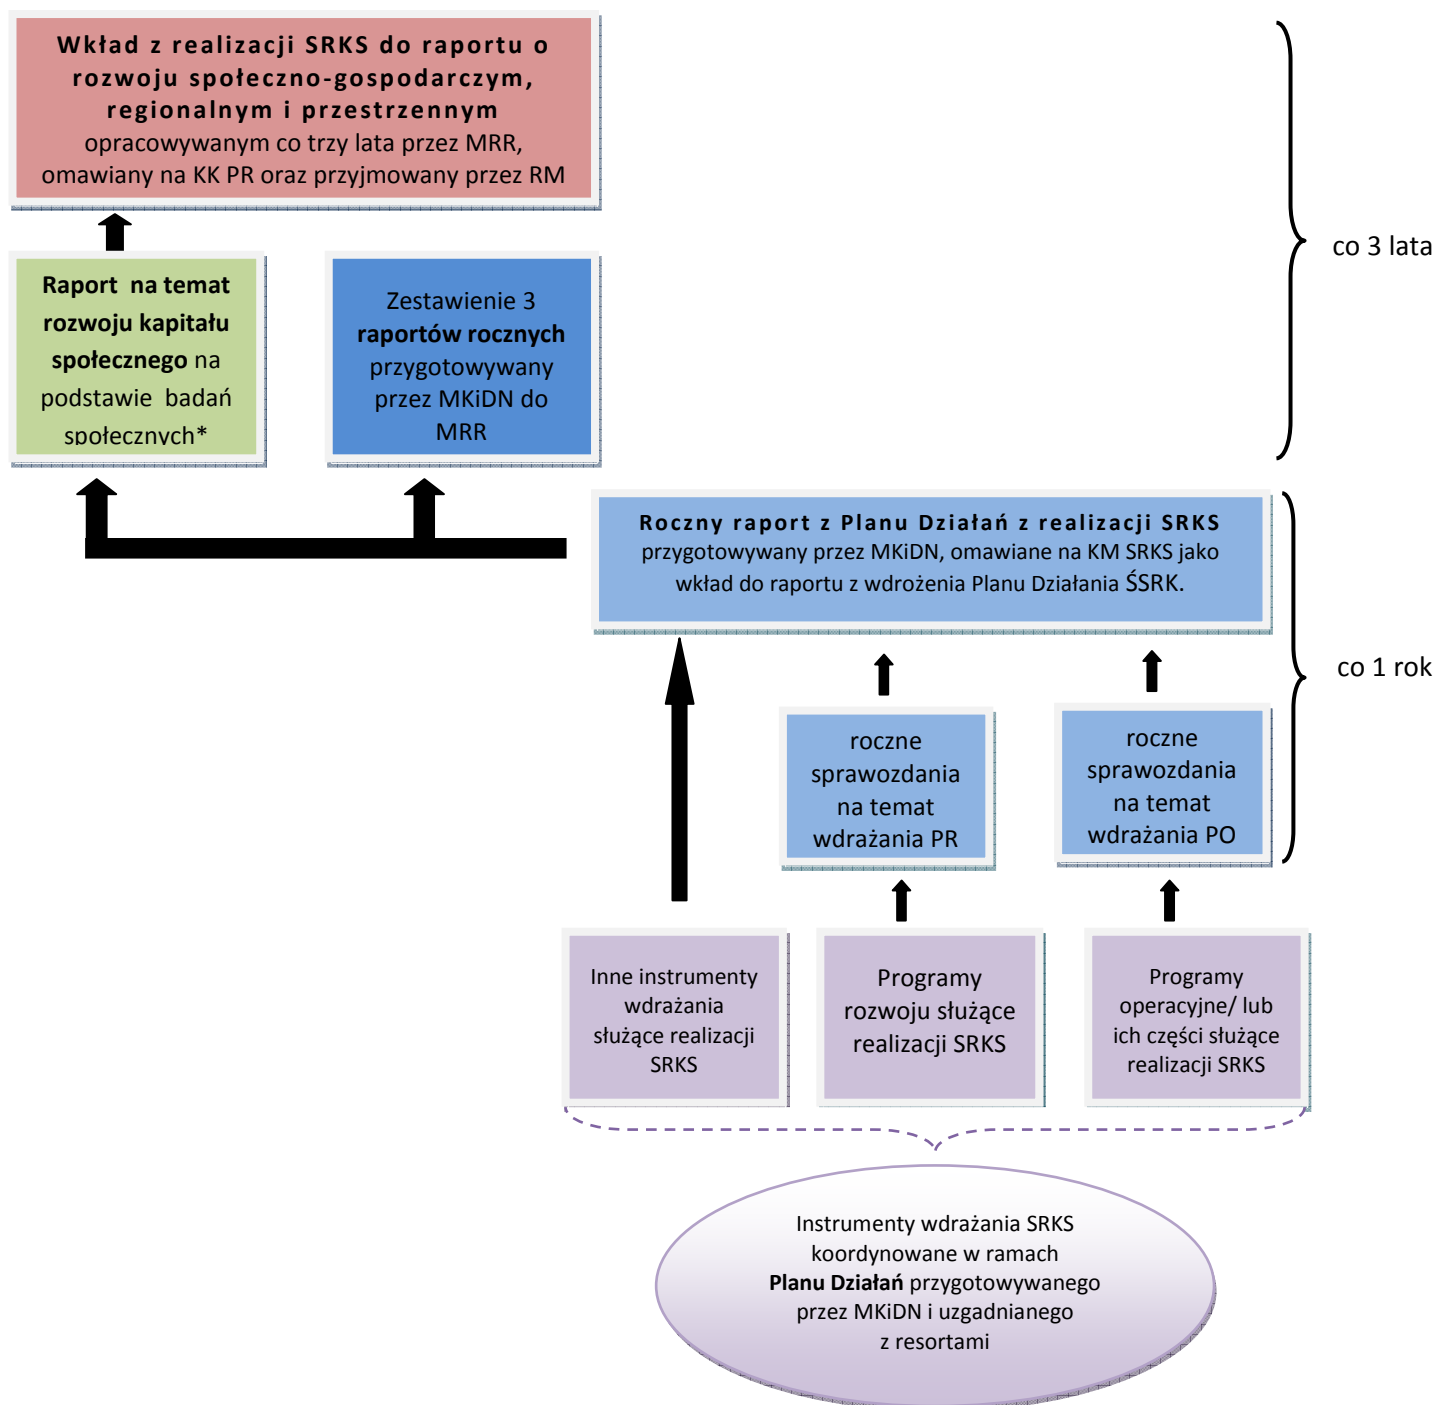 Wkład z realizacji SRKS do raportu o
rozwoju społeczno-gospodarczym,
regionalnym i przestrzennym
opracowywanym co trzy lata przez MRR,
omawiany na KK PR oraz przyjmowany przez RM
co 3 lata
Raport na temat
rozwoju kapitału
społecznego na
podstawie badań
społecznych*
Zestawienie 3
raportów rocznych
przygotowywany
przez MKiDN do
MRR
Roczny raport z Planu Działań z realizacji SRKS
przygotowywany przez MKiDN, omawiane na KM SRKS jako
wkład do raportu z wdrożenia Planu Działania ŚSRK.
co 1 rok
roczne
sprawozdania
na temat
wdrażania PR
roczne
sprawozdania
na temat
wdrażania PO
Inne instrumenty
wdrażania
służące realizacji
SRKS
Programy
rozwoju służące
realizacji SRKS
Programy
operacyjne/ lub
ich części służące
realizacji SRKS
Instrumenty wdrażania SRKS
koordynowane w ramach
Planu Działań przygotowywanego
przez MKiDN i uzgadnianego
z resortami